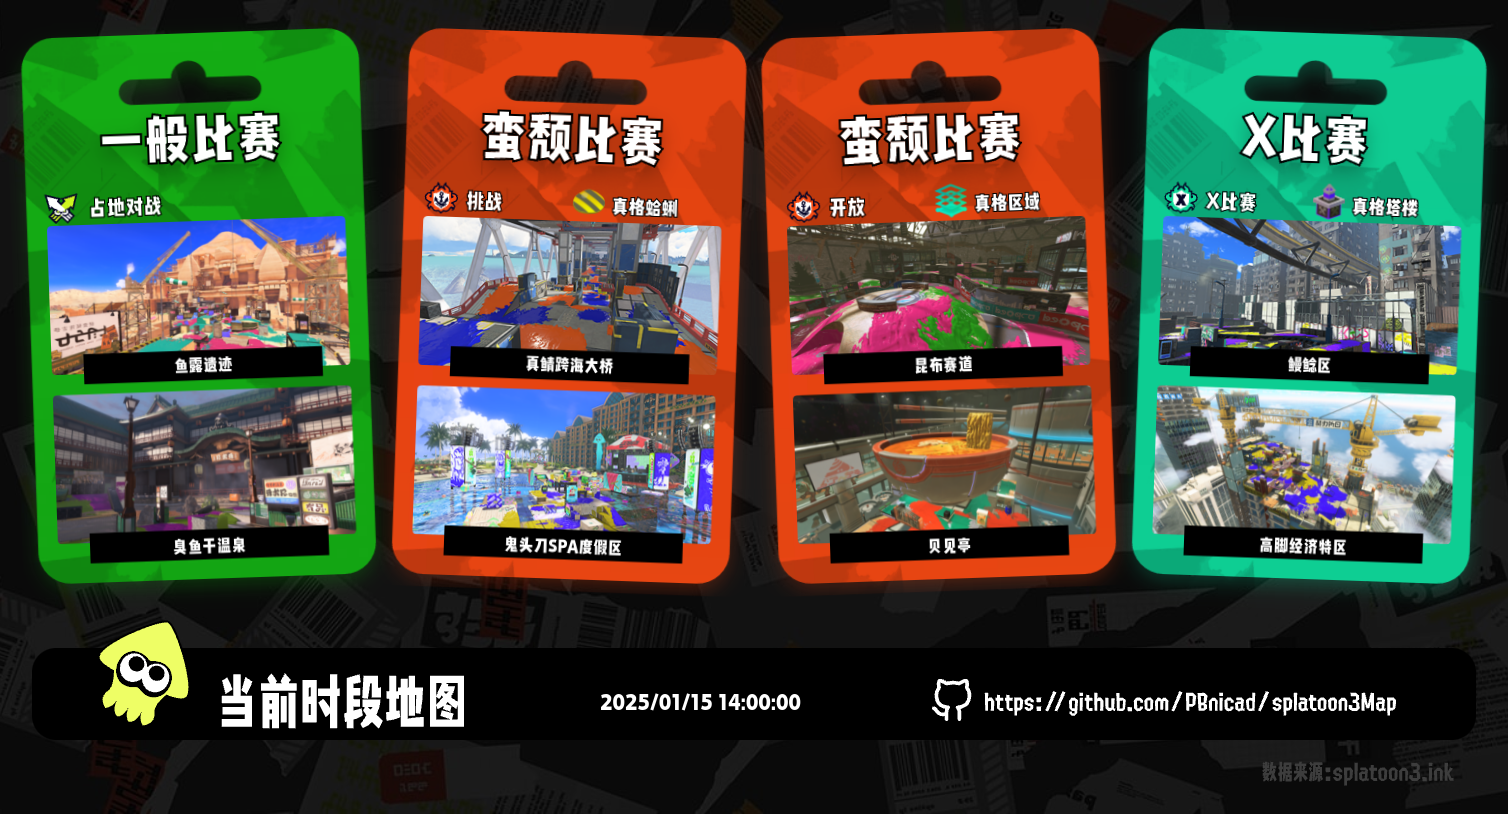 一般比赛
占地对战
鱼露遗迹
臭鱼干温泉
蛮颓比赛
挑战
真格蛤蜊
真鲭跨海大桥
鬼头刀SPA度假区
蛮颓比赛
开放
真格区域
昆布赛道
贝贝亭
X比赛
X比赛
真格塔楼
鳗鲶区
高脚经济特区
当前时段地图
2025/01/15 14:00:00
https://github.com/PBnicad/splatoon3Map
数据来源:splatoon3.ink